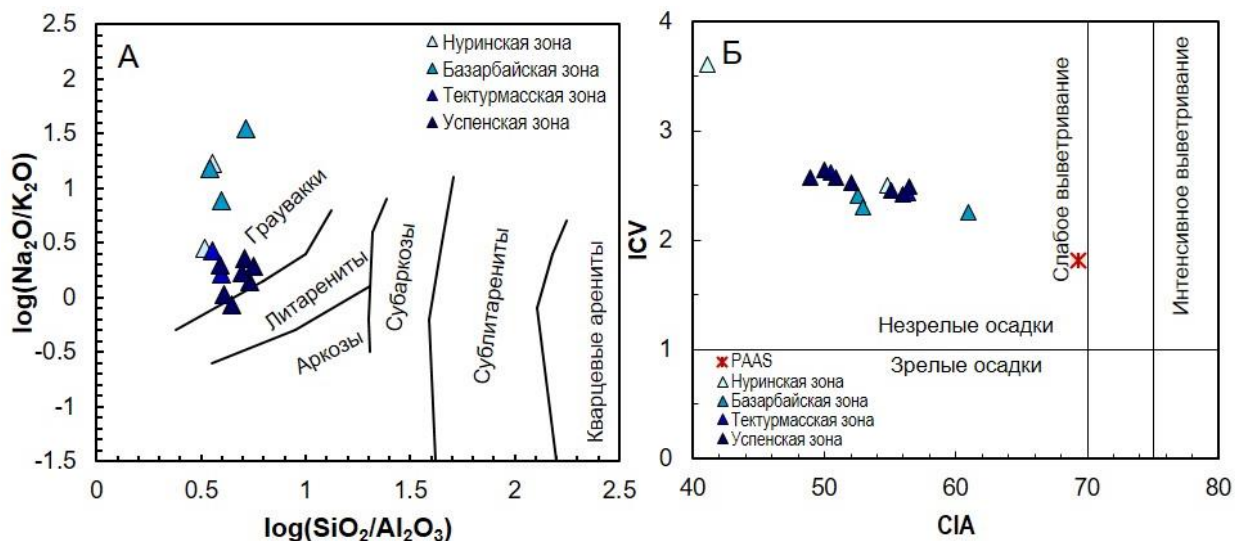 А
Нуринская зона
Базарбайская зона
Тектурмасская зона
Успенская зона
2.5
2
1.5
1
0.5
0
-0.5
-1
-1.5
log(Na₂O/K₂O)
Граувакки
Литарениты
Аркозы
Субаркозы
Сублитарениты
Кварцевые арениты
0
0.5
1
1.5
2
2.5
log(SiO₂/Al₂O₃)
Б
4
3
2
1
0
ICV
Слабое выветривание
Интенсивное выветривание
Незрелые осадки
Зрелые осадки
PAAS
Нуринская зона
Базарбайская зона
Тектурмасская зона
Успенская зона
40
50
60
70
80
CIA